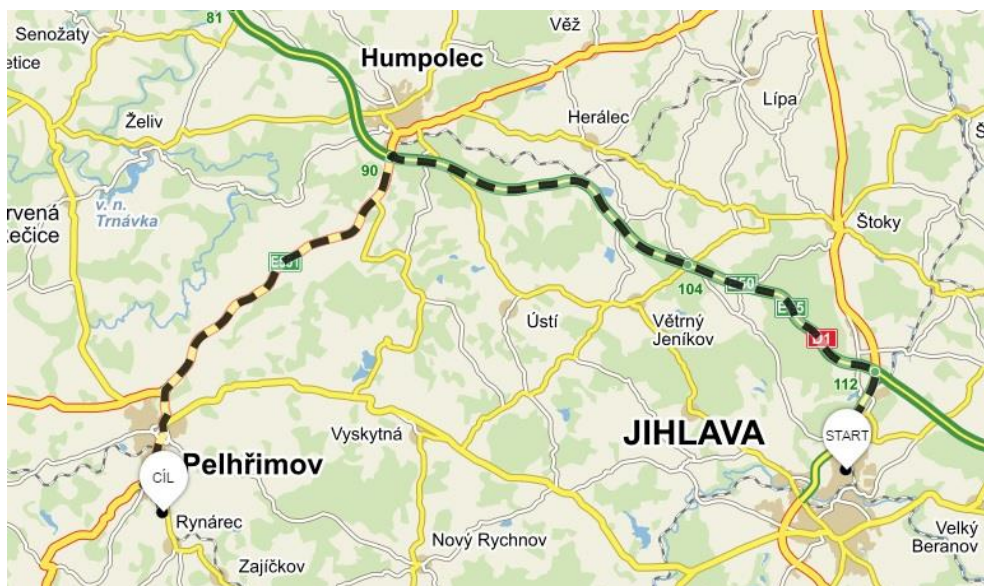 81
Senožaty
Věž
etice
Humpolec
Lípa
Želiv
Herálec
90
v. n.
Trnávka
rvená
ečice
Štoky
E551
104
E50
Ústí
Větrný
Jeníkov
D1
112
Vyskytná
JIHLAVA
START
Pelhřimov
CÍL
Rynárec
Velký
Beranov
Zajíčkov
Nový Rychnov